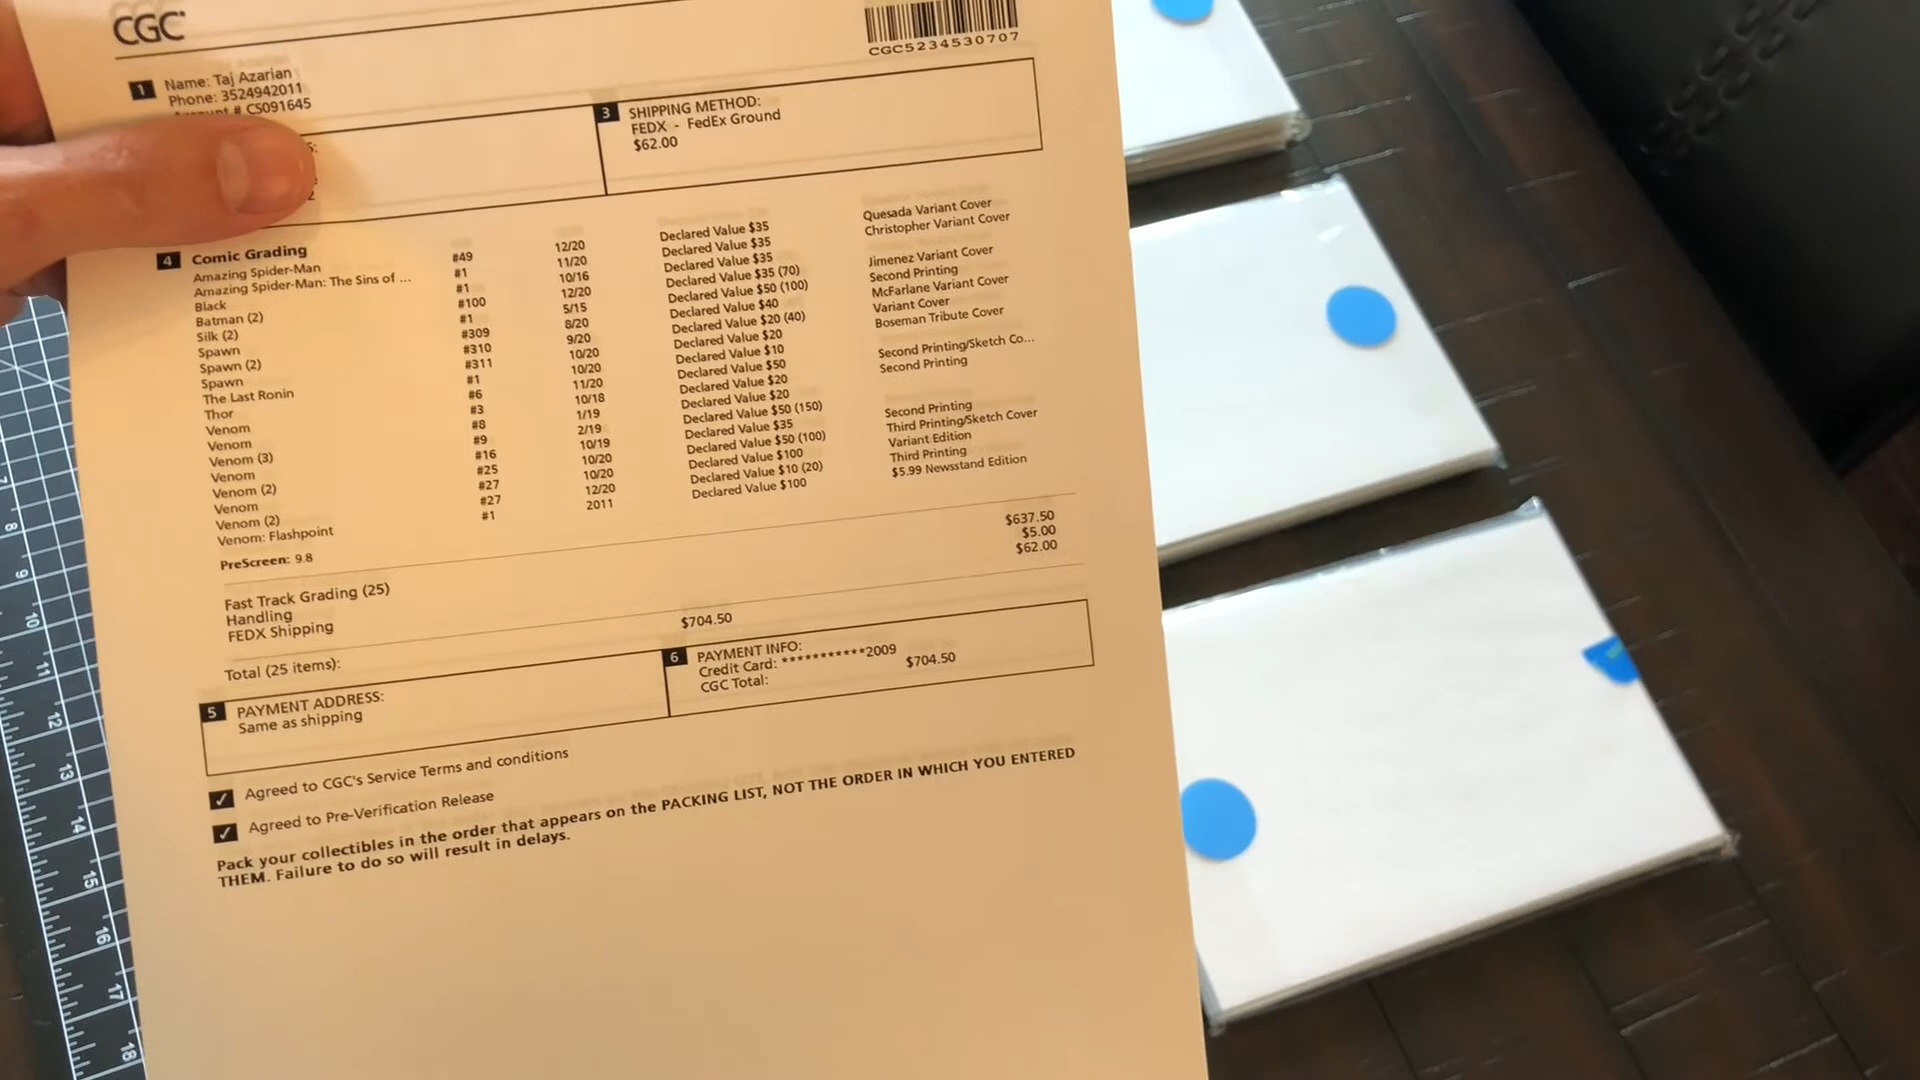 CGC
CGC5234530707
1 Name: Taj Azarian
Phone: 3524942011
Account # CS091645
3 SHIPPING METHOD:
FEDX - FedEx Ground
$62.00
4 Comic Grading
Amazing Spider-Man #49 12/20 Declared Value $35 Quesada Variant Cover
Amazing Spider-Man: The Sins of ... #1 11/20 Declared Value $35 Christopher Variant Cover
Black #1 10/16 Declared Value $35
Batman (2) #100 12/20 Declared Value $35 (70) Jimenez Variant Cover
Silk (2) #1 5/15 Declared Value $50 (100) Second Printing
Spawn #309 8/20 Declared Value $40 McFarlane Variant Cover
Spawn (2) #310 9/20 Declared Value $20 (40) Variant Cover
Spawn #311 10/20 Declared Value $20 Boseman Tribute Cover
The Last Ronin #1 10/20 Declared Value $10
Thor #6 11/20 Declared Value $50 Second Printing/Sketch Co...
Venom #3 10/18 Declared Value $20 Second Printing
Venom #8 1/19 Declared Value $20
Venom (3) #9 2/19 Declared Value $50 (150)
Venom #16 10/19 Declared Value $35 Second Printing
Venom (2) #25 10/20 Declared Value $50 (100) Third Printing/Sketch Cover
Venom #27 10/20 Declared Value $100 Variant Edition
Venom (2) #27 12/20 Declared Value $10 (20) Third Printing
Venom: Flashpoint #1 2011 Declared Value $100 $5.99 Newsstand Edition
PreScreen: 9.8
Fast Track Grading (25) $637.50
Handling $5.00
FEDX Shipping $62.00
Total (25 items): $704.50
5 PAYMENT ADDRESS:
Same as shipping
6 PAYMENT INFO:
Credit Card: ***********2009
CGC Total: $704.50
✓ Agreed to CGC's Service Terms and conditions
✓ Agreed to Pre-Verification Release
Pack your collectibles in the order that appears on the PACKING LIST, NOT THE ORDER IN WHICH YOU ENTERED
THEM. Failure to do so will result in delays.
8
9
10
11
12
13
14
15
16
17
18